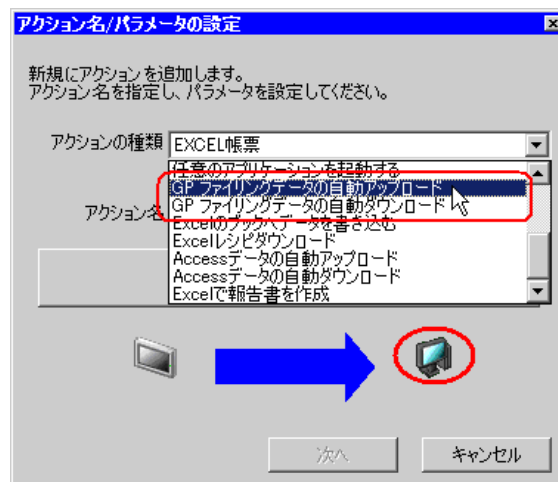 アクション名/パラメータの設定
新規にアクションを追加します。
アクション名を指定し、パラメータを設定してください。
アクションの種類 EXCEL帳票
任意のアプリケーションを起動する
GP ファイリングデータの自動アップロード
アクション名 GP ファイリングデータの自動ダウンロード
Excelのブックへデータを書き込む
Excelレシピダウンロード
Accessデータの自動アップロード
Accessデータの自動ダウンロード
Excelで報告書を作成
次へ キャンセル